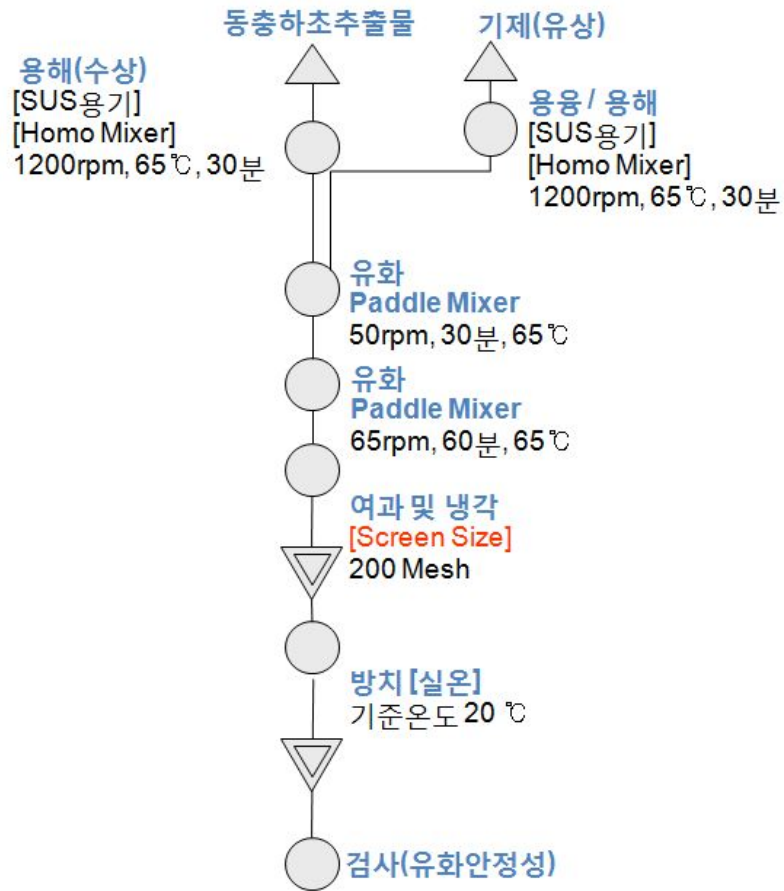 동충하초추출물
기제(유상)
용해(수상)
[SUS용기]
[Homo Mixer]
1200rpm, 65℃, 30분
용융 / 용해
[SUS용기]
[Homo Mixer]
1200rpm, 65℃, 30분
유화
Paddle Mixer
50rpm, 30분, 65℃
유화
Paddle Mixer
65rpm, 60분, 65℃
여과 및 냉각
[Screen Size]
200 Mesh
방치 [실온]
기준온도 20 ℃
검사(유화안정성)